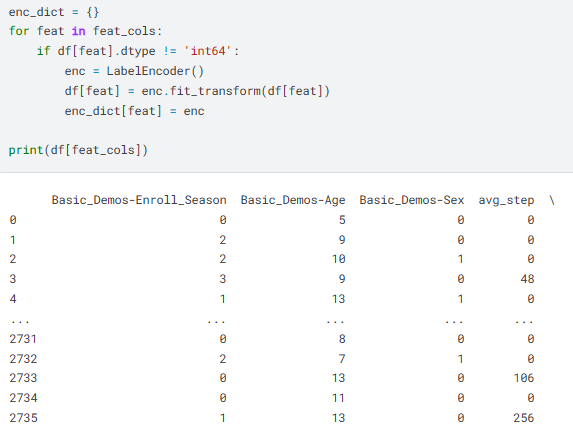 enc_dict = {}
for feat in feat_cols:
    if df[feat].dtype != 'int64':
        enc = LabelEncoder()
        df[feat] = enc.fit_transform(df[feat])
        enc_dict[feat] = enc
print(df[feat_cols])
      Basic_Demos-Enroll_Season  Basic_Demos-Age  Basic_Demos-Sex  avg_step  \
0                             0                5                0         0
1                             2                9                0         0
2                             2               10                1         0
3                             3                9                0        48
4                             1               13                1         0
...                         ...              ...              ...       ...
2731                          0                8                0         0
2732                          2                7                1         0
2733                          0               13                0       106
2734                          0               11                0         0
2735                          1               13                0       256